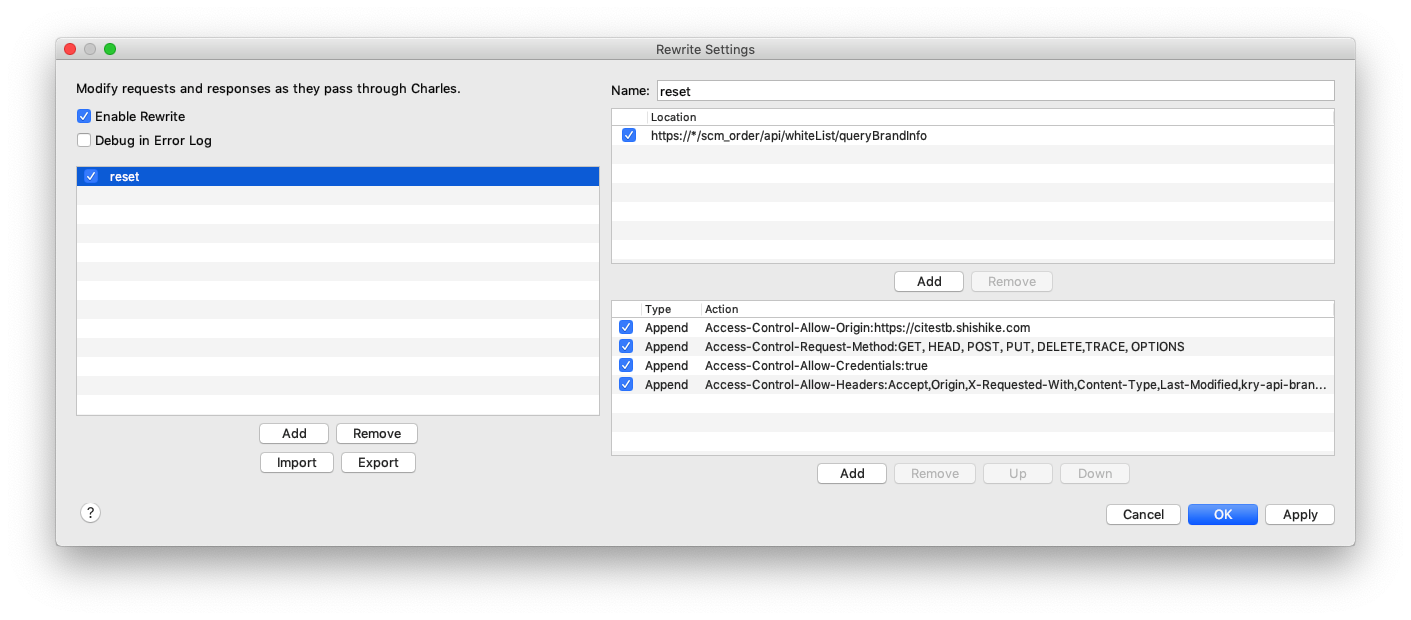 Rewrite Settings
Modify requests and responses as they pass through Charles.
Enable Rewrite
Debug in Error Log
reset
Add
Remove
Import
Export
?
Name: reset
Location
https://*/scm_order/api/whiteList/queryBrandInfo
Add
Remove
Type Action
Append Access-Control-Allow-Origin:https://citestb.shishike.com
Append Access-Control-Request-Method:GET, HEAD, POST, PUT, DELETE,TRACE, OPTIONS
Append Access-Control-Allow-Credentials:true
Append Access-Control-Allow-Headers:Accept,Origin,X-Requested-With,Content-Type,Last-Modified,kry-api-bran...
Add
Remove
Up
Down
Cancel
OK
Apply